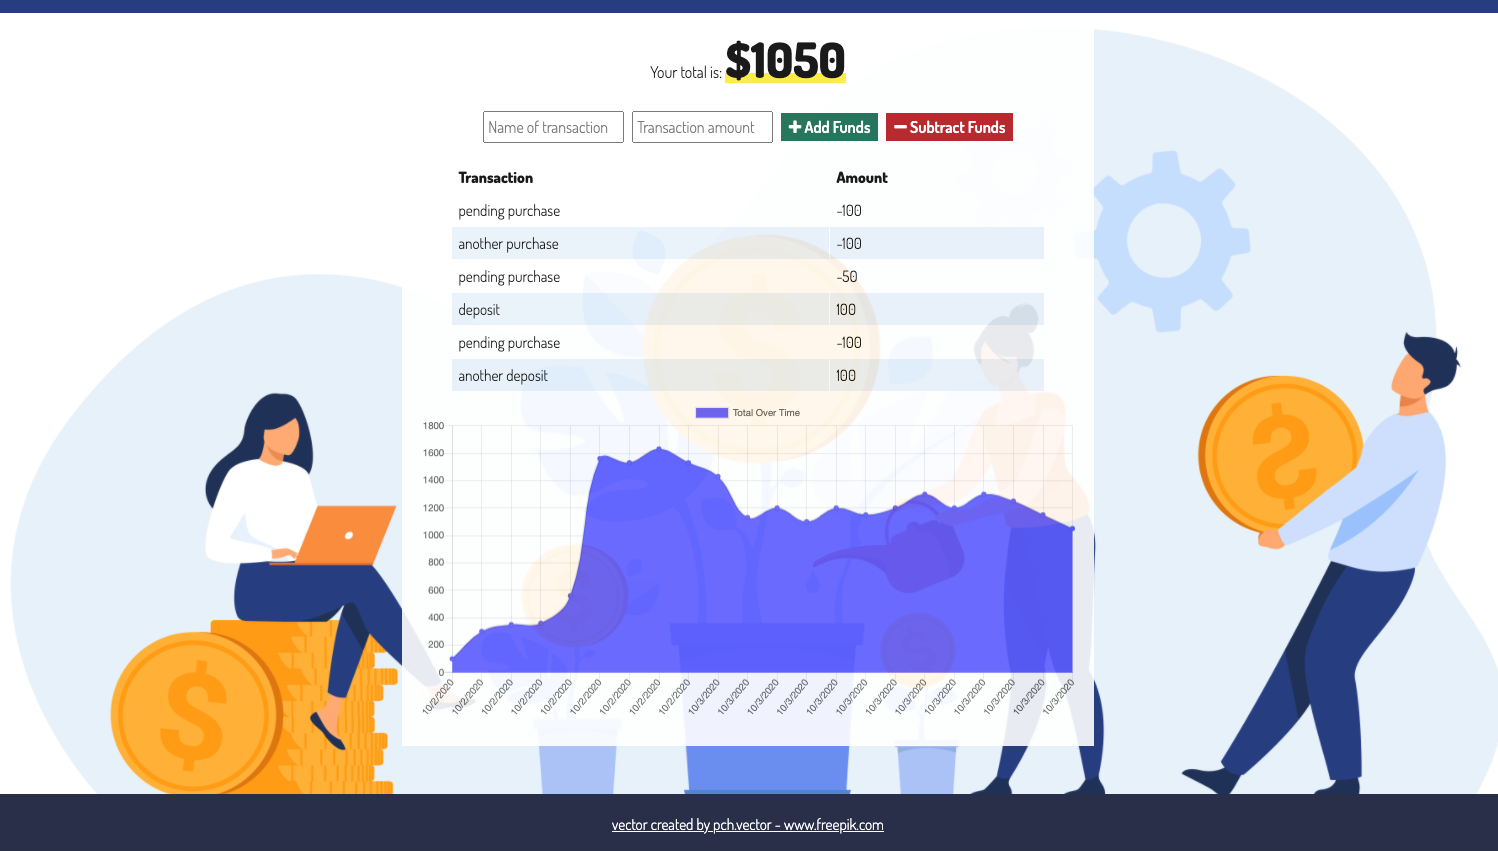 Your total is: $1050
Name of transaction Transaction amount Add Funds Subtract Funds
Transaction Amount
pending purchase -100
another purchase -100
pending purchase -50
deposit 100
pending purchase -100
another deposit 100
Total Over Time
1800
1600
1400
1200
1000
800
600
400
200
0
10/2/2020 10/2/2020 10/2/2020 10/2/2020 10/2/2020 10/2/2020 10/2/2020 10/2/2020 10/2/2020 10/3/2020 10/3/2020 10/3/2020 10/3/2020 10/3/2020 10/3/2020 10/3/2020 10/3/2020 10/3/2020 10/3/2020 10/3/2020 10/3/2020 10/3/2020
$
$
vector created by pch.vector - www.freepik.com